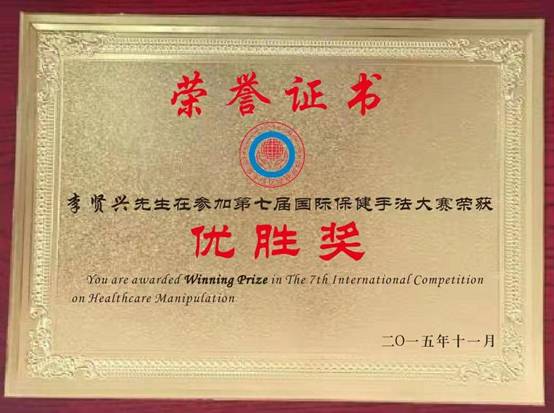 荣誉证书
李贤兴先生在参加第七届国际保健手法大赛荣获
优胜奖
You are awarded Winning Prize in The 7th International Competition
on Healthcare Manipulation
二〇一五年十一月